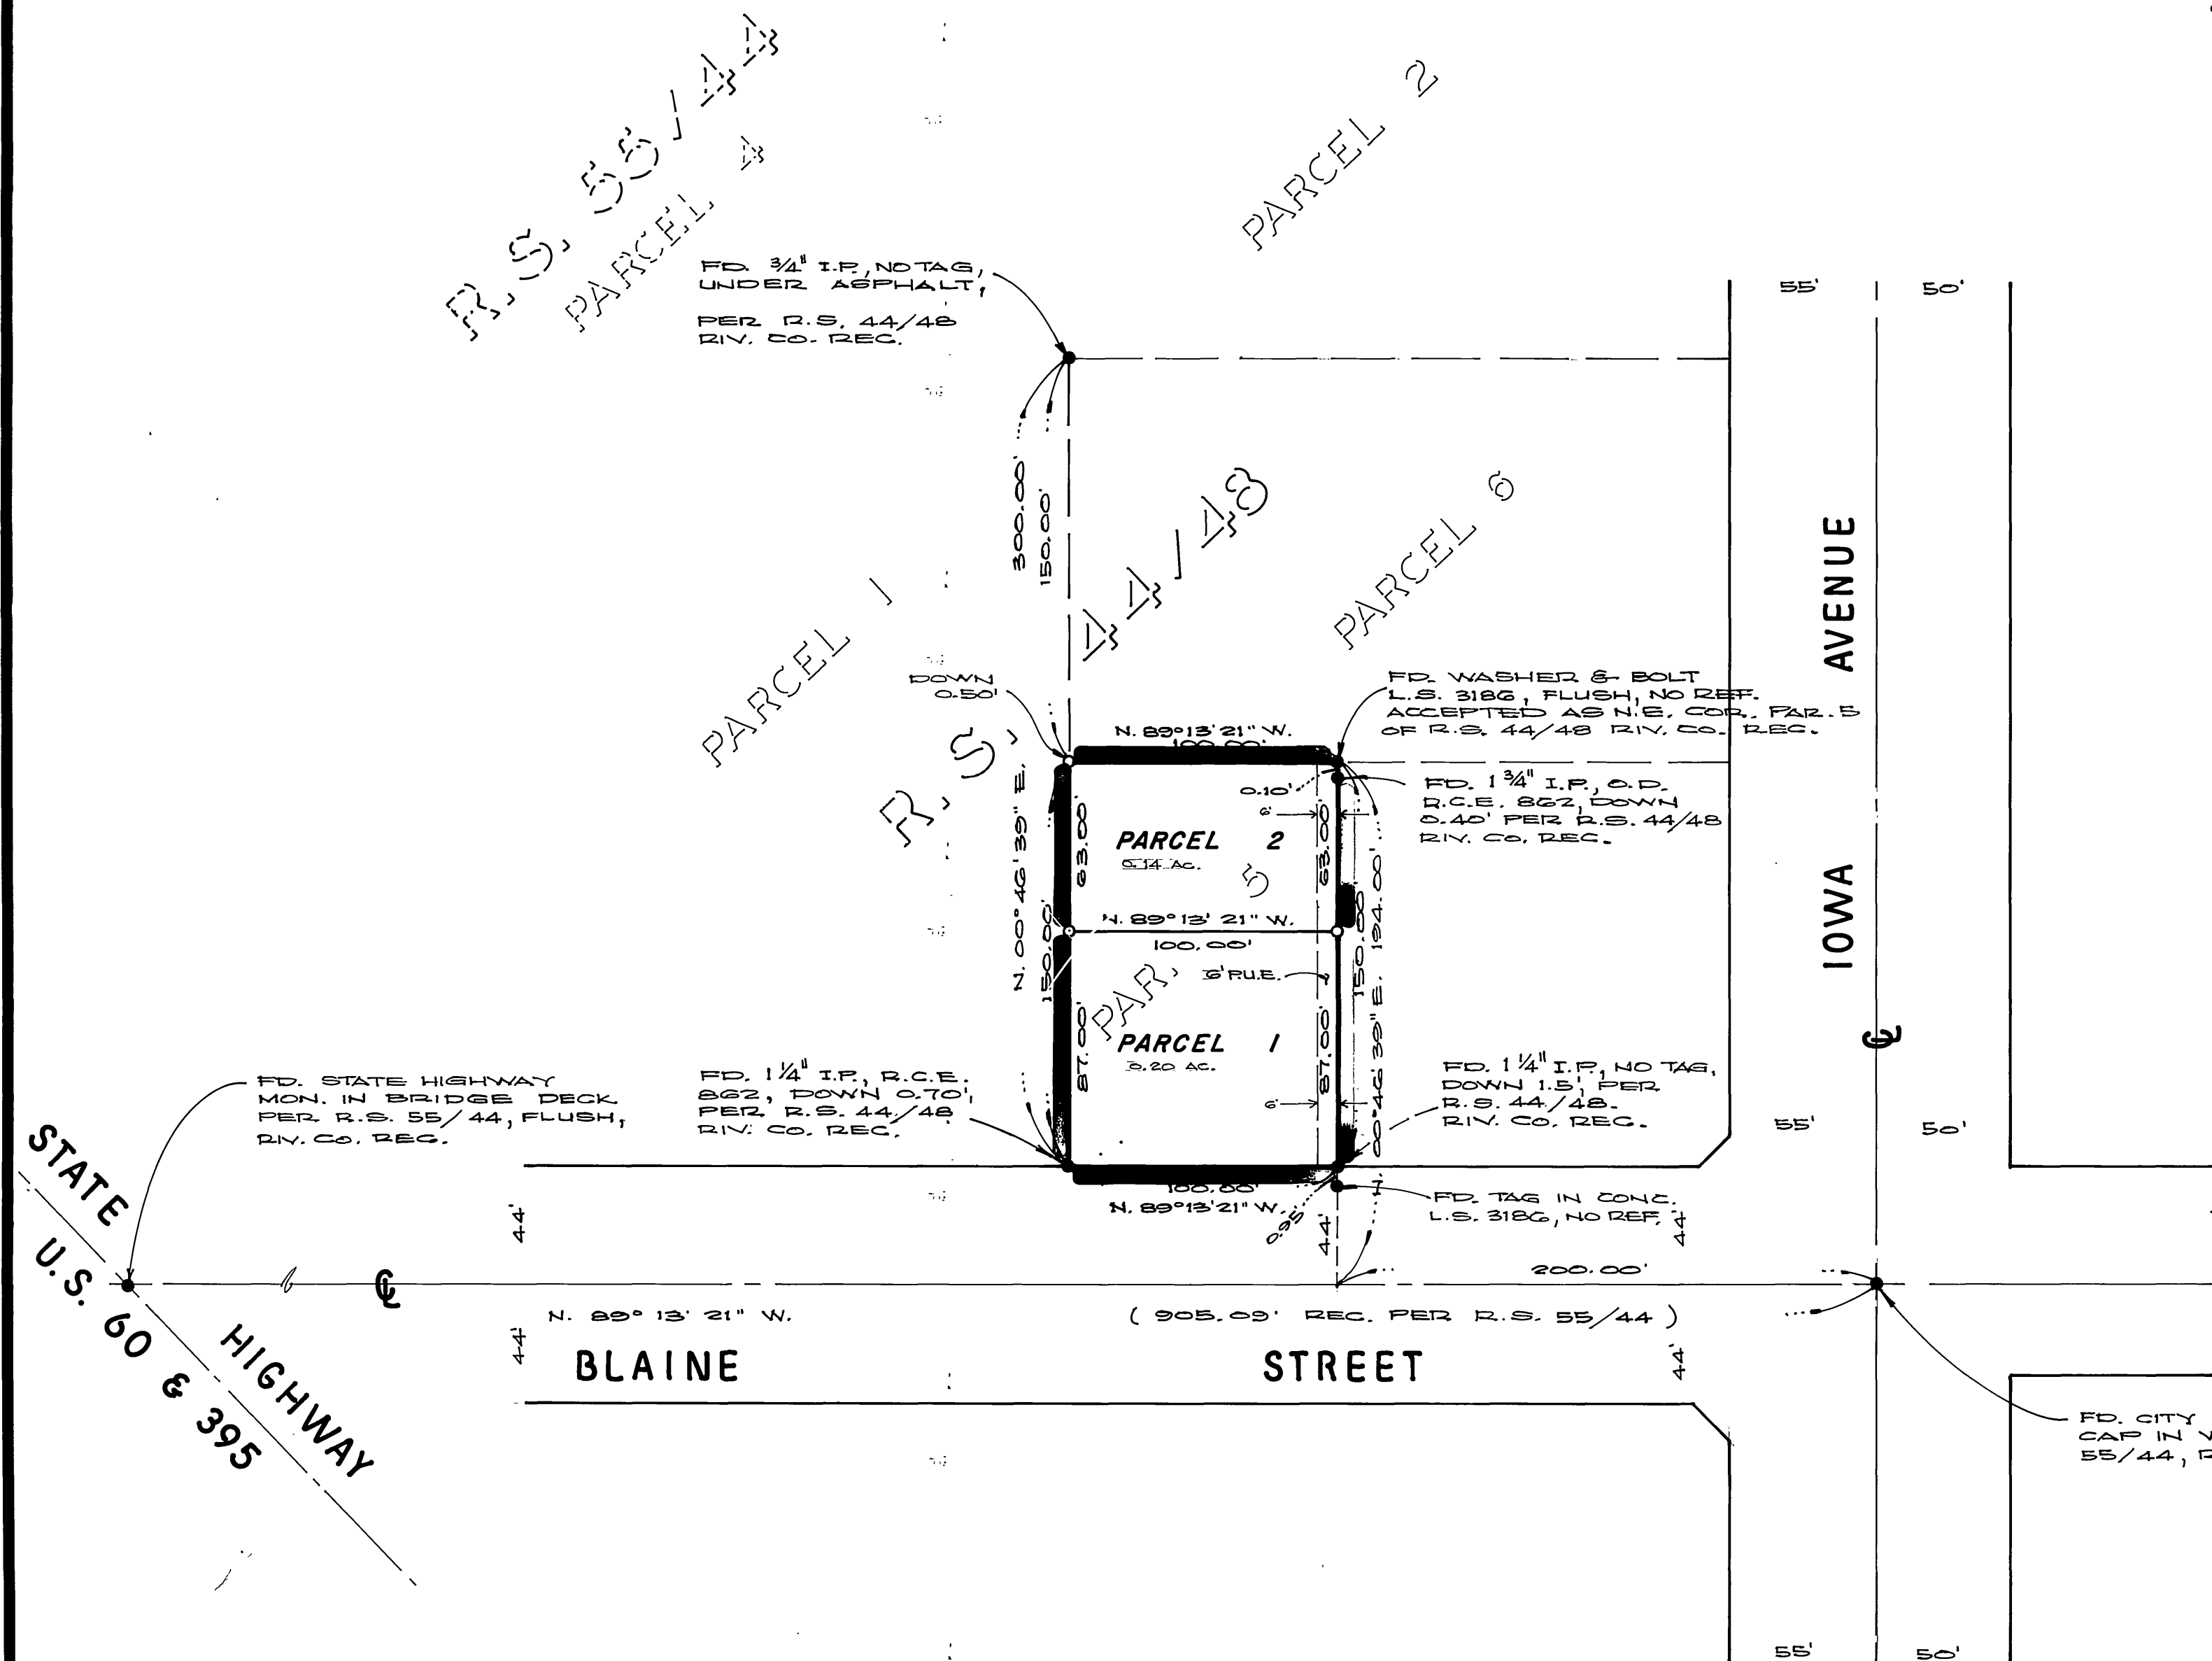 R.S. 55/44
PARCEL 4
PARCEL 2
FD. 3/4" I.P., NO TAG,
UNDER ASPHALT,
PER R.S. 44/48
RIV. CO. REC.
55'
50'
300.00'
150.00'
R.S. 44/48
PARCEL 6
PARCEL 1
AVENUE
IOWA
DOWN
0.50'
FD. WASHER & BOLT
L.S. 3186, FLUSH, NO REF.
ACCEPTED AS N.E. COR. PAR. 5
OF R.S. 44/48 RIV. CO. REC.
N. 89°13'21" W.
100.00'
FD. 1 3/4" I.P., O.D.
R.C.E. 862, DOWN
0.40' PER R.S. 44/48
RIV. CO. REC.
0.10'
6'
N. 00°46'39" E.
150.00'
63.00'
PARCEL 2
0.14 AC.
63.00'
150.00
N. 00°46'39" E. 194.00'
PAR. 5
N. 89°13'21" W.
100.00'
6' P.U.E.
87.00'
PARCEL 1
0.20 AC.
87.00'
6'
FD. STATE HIGHWAY
MON. IN BRIDGE DECK
PER R.S. 55/44, FLUSH,
RIV. CO. REC.
FD. 1 1/4" I.P., R.C.E.
862, DOWN 0.70',
PER R.S. 44/48
RIV. CO. REC.
FD. 1 1/4" I.P., NO TAG,
DOWN 1.5', PER
R.S. 44/48.
RIV. CO. REC.
55'
50'
100.00'
N. 89°13'21" W.
0.95
44'
FD. TAG IN CONC.
L.S. 3186, NO REF.
44'
44'
STATE
HIGHWAY
U.S. 60 & 395
200.00'
N. 89° 13' 21" W.
( 905.09' REC. PER R.S. 55/44 )
44'
44'
BLAINE STREET
FD. CITY
CAP IN
55/44,
55'
50'